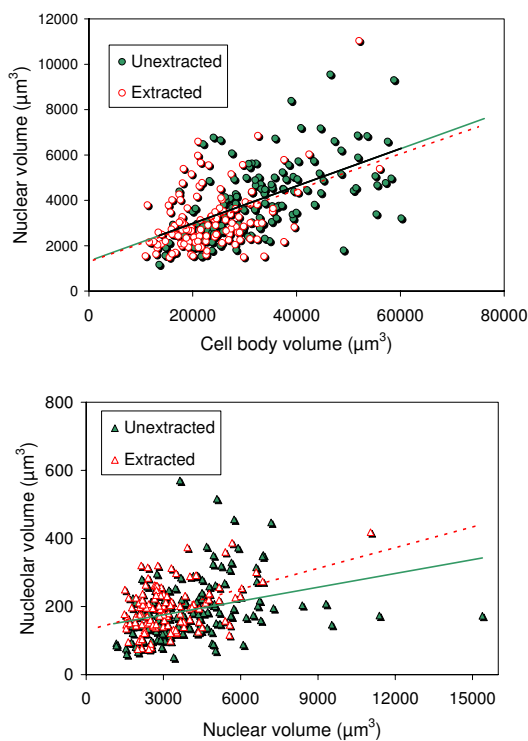 12000
10000
8000
6000
4000
2000
0
Nuclear volume (µm³)
Unextracted
Extracted
0 20000 40000 60000 80000
Cell body volume (µm³)
800
600
400
200
0
Nucleolar volume (µm³)
Unextracted
Extracted
0 3000 6000 9000 12000 15000
Nuclear volume (µm³)